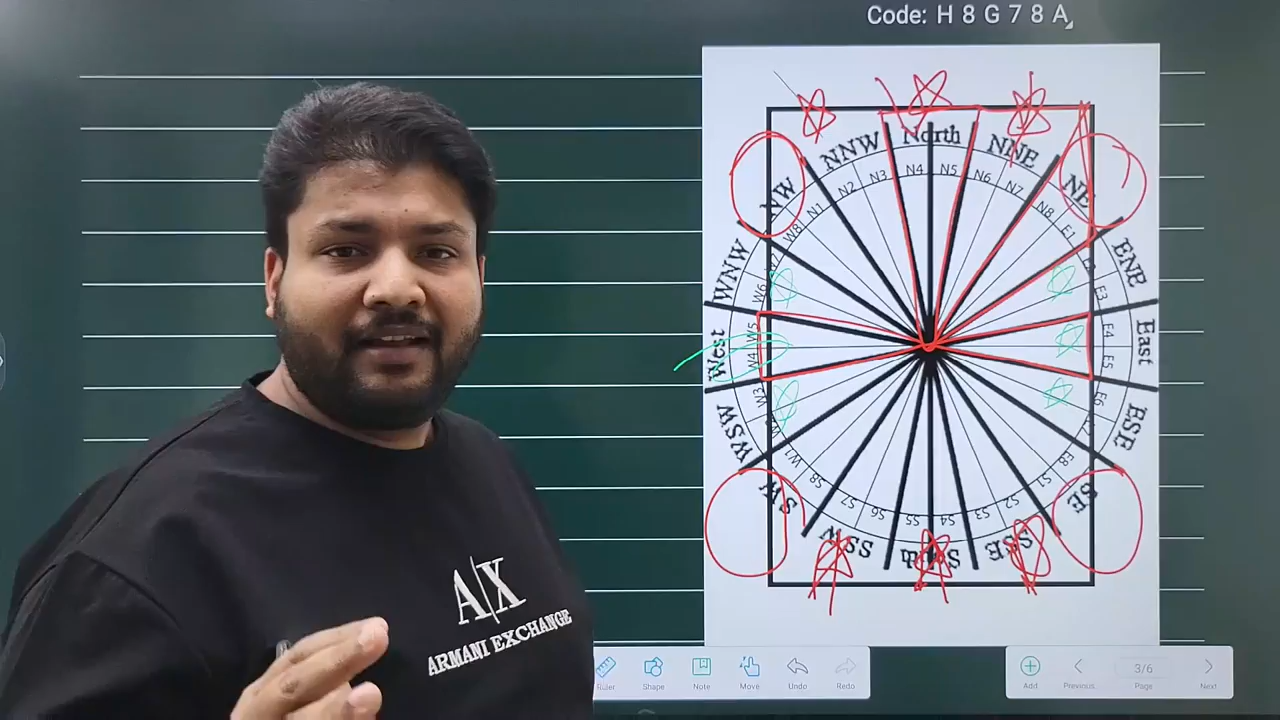 Code: H 8 G 7 8 A
NNW North NNE
NW NE
N1 N2 N3 N4 N5 N6 N7 N8
W8 E1
WNW ENE
W6 E3
West W5 E4 East
W4 E5
W3 E6
WSW ESE
W1 E8
SW S8 S7 S6 S5 S4 S3 S2 S1 SE
SSW SSE
A|X
ARMANI EXCHANGE
Ruler Shape Note Move Undo Redo
Add Previous. 3/6 Page Next